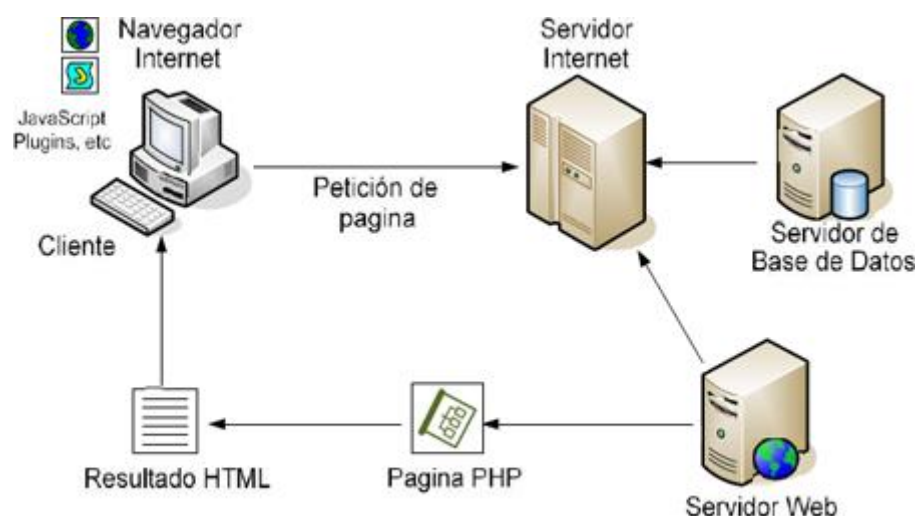 Navegador
Internet
JavaScript
Plugins, etc
Cliente
Petición de
pagina
Servidor
Internet
Servidor de
Base de Datos
Resultado HTML
Pagina PHP
Servidor Web